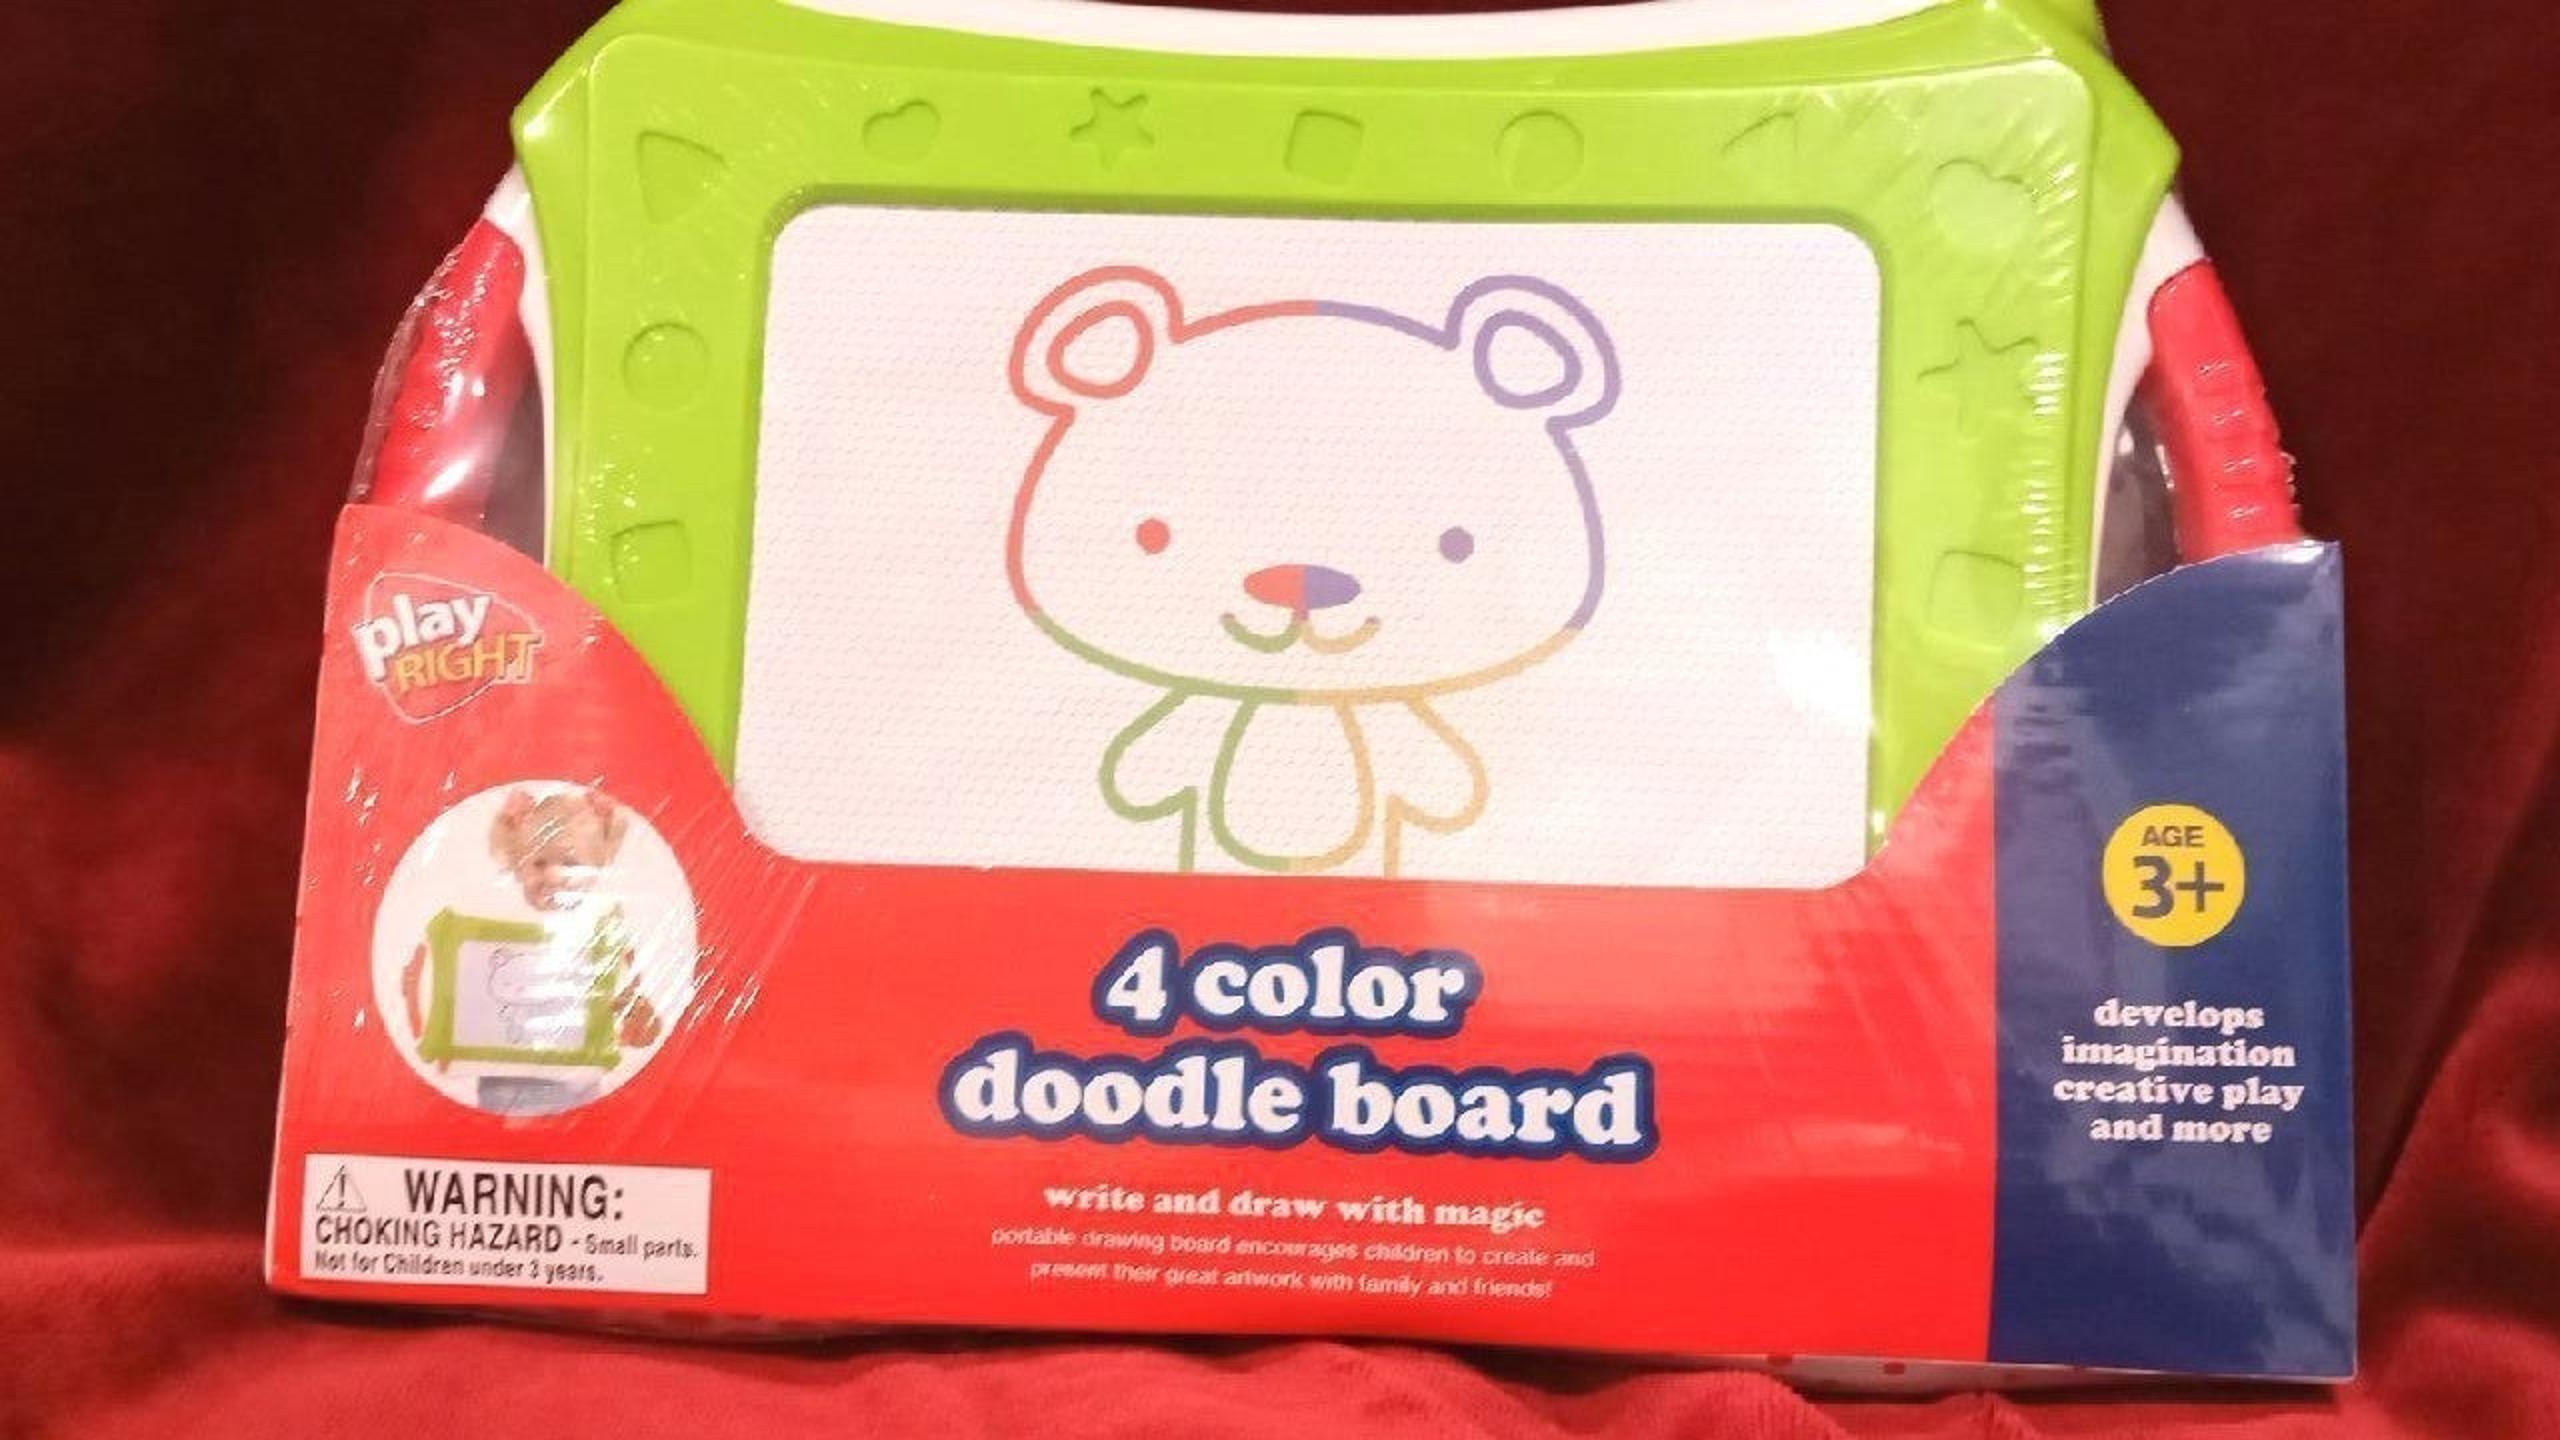 play
RIGHT
AGE
3+
4 color
doodle board
develops
imagination
creative play
and more
write and draw with magic
portable drawing board encourages children to create and
present their great artwork with family and friends!
WARNING:
CHOKING HAZARD - Small parts.
Not for Children under 3 years.